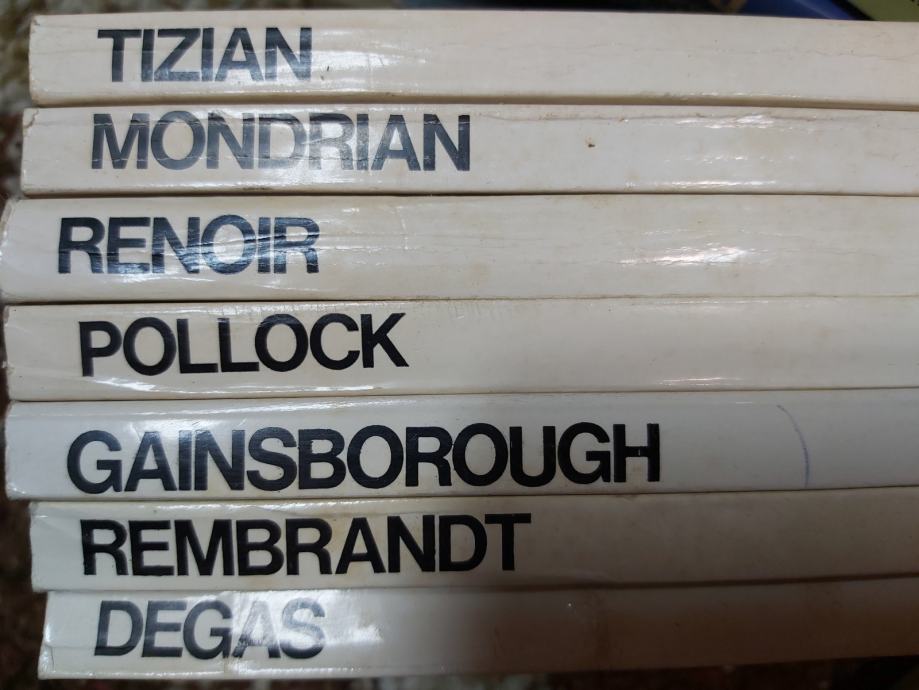 TIZIAN
MONDRIAN
RENOIR
POLLOCK
GAINSBOROUGH
REMBRANDT
DEGAS